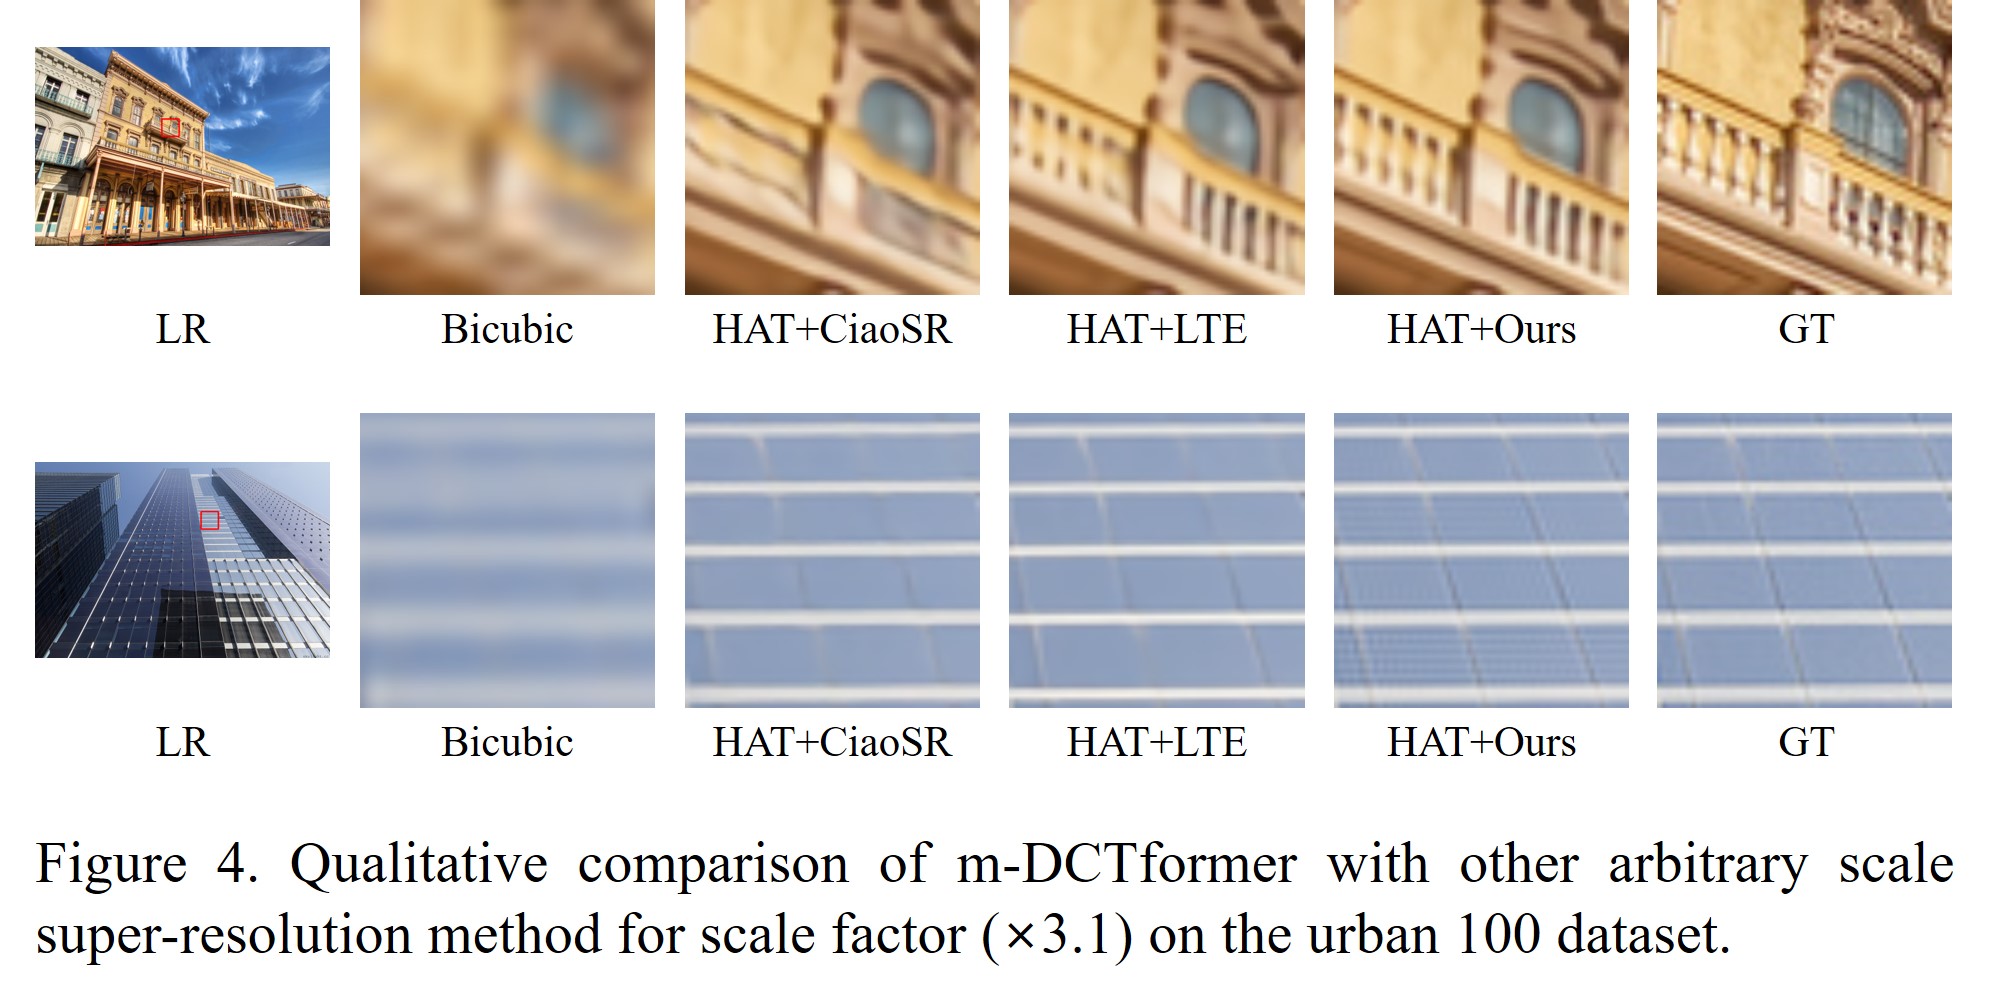 LR Bicubic HAT+CiaoSR HAT+LTE HAT+Ours GT
LR Bicubic HAT+CiaoSR HAT+LTE HAT+Ours GT
Figure 4. Qualitative comparison of m-DCTformer with other arbitrary scale
super-resolution method for scale factor (×3.1) on the urban 100 dataset.